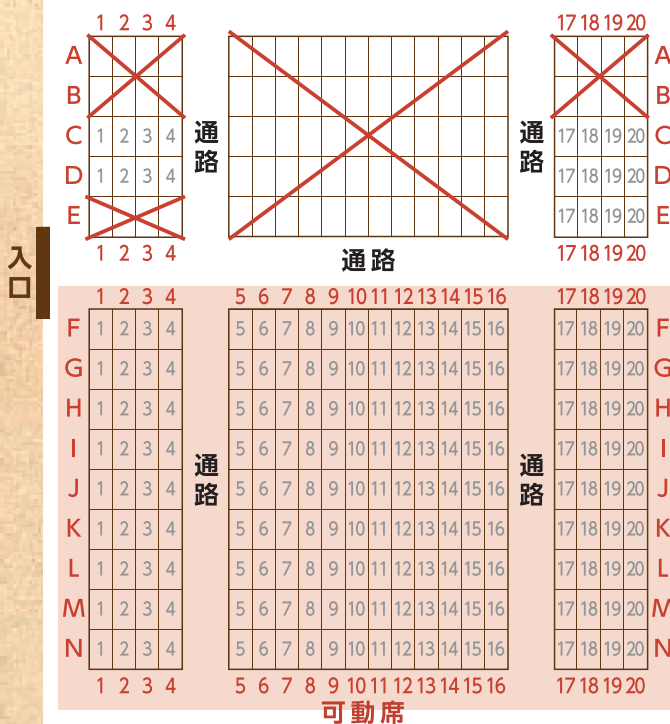 1 2 3 4 17 18 19 20
A A
B B
C 1 2 3 4 通路 通路 17 18 19 20 C
D 1 2 3 4 17 18 19 20 D
E 17 18 19 20 E
1 2 3 4 17 18 19 20
通路
入口
1 2 3 4 5 6 7 8 9 10 11 12 13 14 15 16 17 18 19 20
F 1 2 3 4 5 6 7 8 9 10 11 12 13 14 15 16 17 18 19 20 F
G 1 2 3 4 5 6 7 8 9 10 11 12 13 14 15 16 17 18 19 20 G
H 1 2 3 4 5 6 7 8 9 10 11 12 13 14 15 16 17 18 19 20 H
I 1 2 3 4 5 6 7 8 9 10 11 12 13 14 15 16 17 18 19 20 I
J 1 2 3 4 通路 5 6 7 8 9 10 11 12 13 14 15 16 通路 17 18 19 20 J
K 1 2 3 4 5 6 7 8 9 10 11 12 13 14 15 16 17 18 19 20 K
L 1 2 3 4 5 6 7 8 9 10 11 12 13 14 15 16 17 18 19 20 L
M 1 2 3 4 5 6 7 8 9 10 11 12 13 14 15 16 17 18 19 20 M
N 1 2 3 4 5 6 7 8 9 10 11 12 13 14 15 16 17 18 19 20 N
1 2 3 4 5 6 7 8 9 10 11 12 13 14 15 16 17 18 19 20
可動席